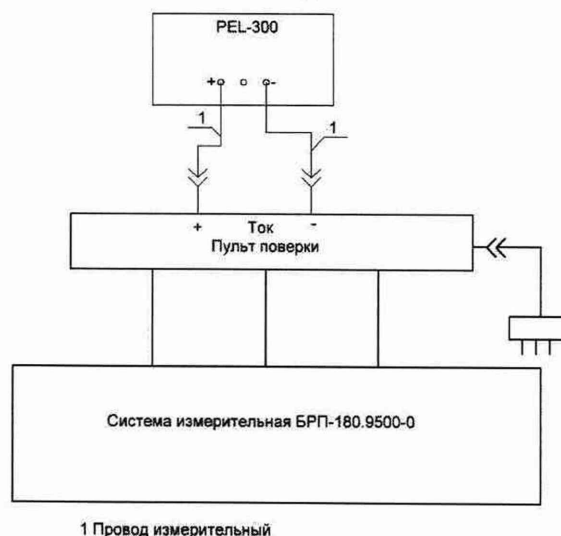 PEL-300
+ -
1
1
+ Ток -
Пульт поверки
Система измерительная БРП-180.9500-0
1 Провод измерительный